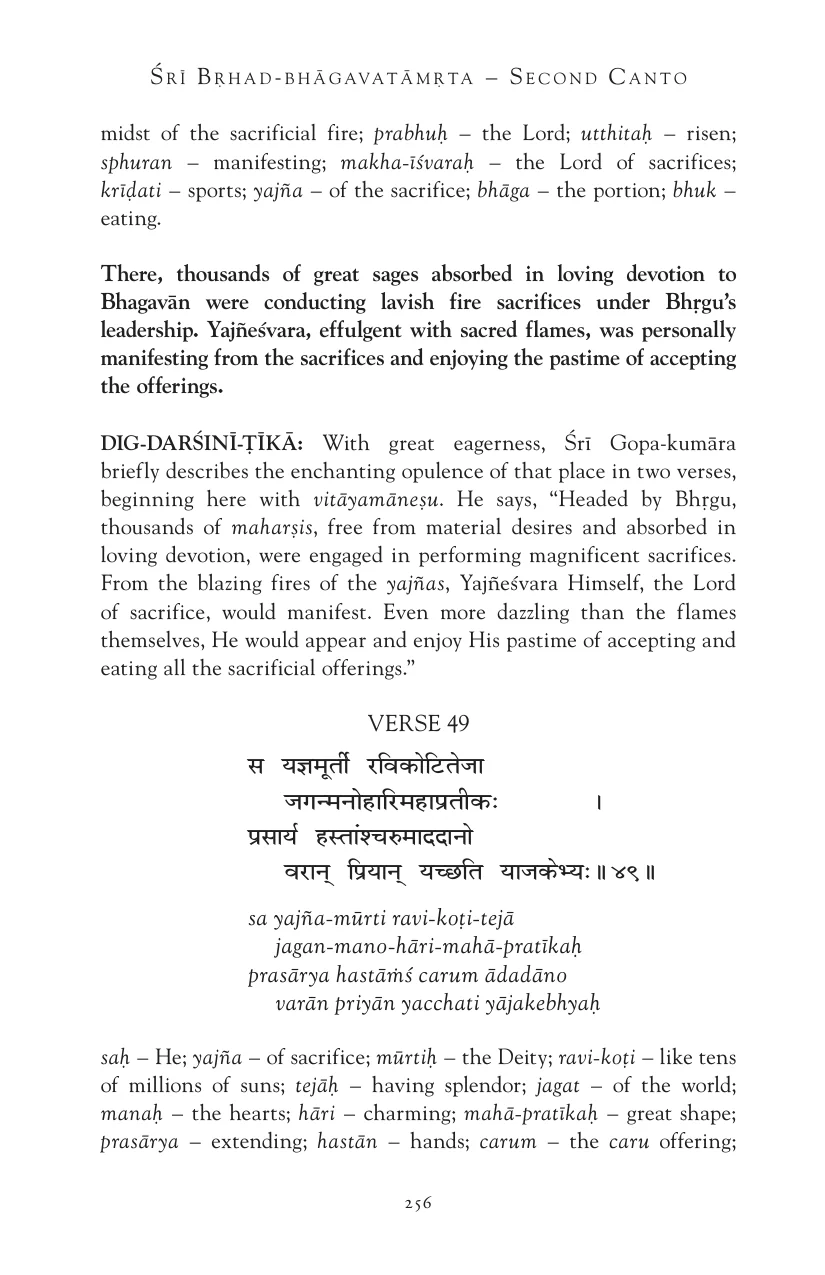 ŚRĪ BṚHAD-BHĀGAVATĀMṚTA – SECOND CANTO
midst of the sacrificial fire; prabhuḥ – the Lord; utthitaḥ – risen;
sphuran – manifesting; makha-īśvaraḥ – the Lord of sacrifices;
krīḍati – sports; yajña – of the sacrifice; bhāga – the portion; bhuk –
eating.
There, thousands of great sages absorbed in loving devotion to
Bhagavān were conducting lavish fire sacrifices under Bhṛgu’s
leadership. Yajñeśvara, effulgent with sacred flames, was personally
manifesting from the sacrifices and enjoying the pastime of accepting
the offerings.
DIG-DARŚINĪ-ṬĪKĀ: With great eagerness, Śrī Gopa-kumāra
briefly describes the enchanting opulence of that place in two verses,
beginning here with vitāyamāneṣu. He says, “Headed by Bhṛgu,
thousands of maharṣis, free from material desires and absorbed in
loving devotion, were engaged in performing magnificent sacrifices.
From the blazing fires of the yajñas, Yajñeśvara Himself, the Lord
of sacrifice, would manifest. Even more dazzling than the flames
themselves, He would appear and enjoy His pastime of accepting and
eating all the sacrificial offerings.”
VERSE 49
स यज्ञमूर्ती रविकोटितेजा
जगन्मनोहारिमहाप्रतीकः ।
प्रसार्य हस्तांश्चरुमाददानो
वरान् प्रियान् यच्छति याजकेभ्यः॥४९॥
sa yajña-mūrti ravi-koṭi-tejā
jagan-mano-hāri-mahā-pratīkaḥ
prasārya hastāṁś carum ādadāno
varān priyān yacchati yājakebhyaḥ
saḥ – He; yajña – of sacrifice; mūrtiḥ – the Deity; ravi-koṭi – like tens
of millions of suns; tejāḥ – having splendor; jagat – of the world;
manaḥ – the hearts; hāri – charming; mahā-pratīkaḥ – great shape;
prasārya – extending; hastān – hands; carum – the caru offering;
256